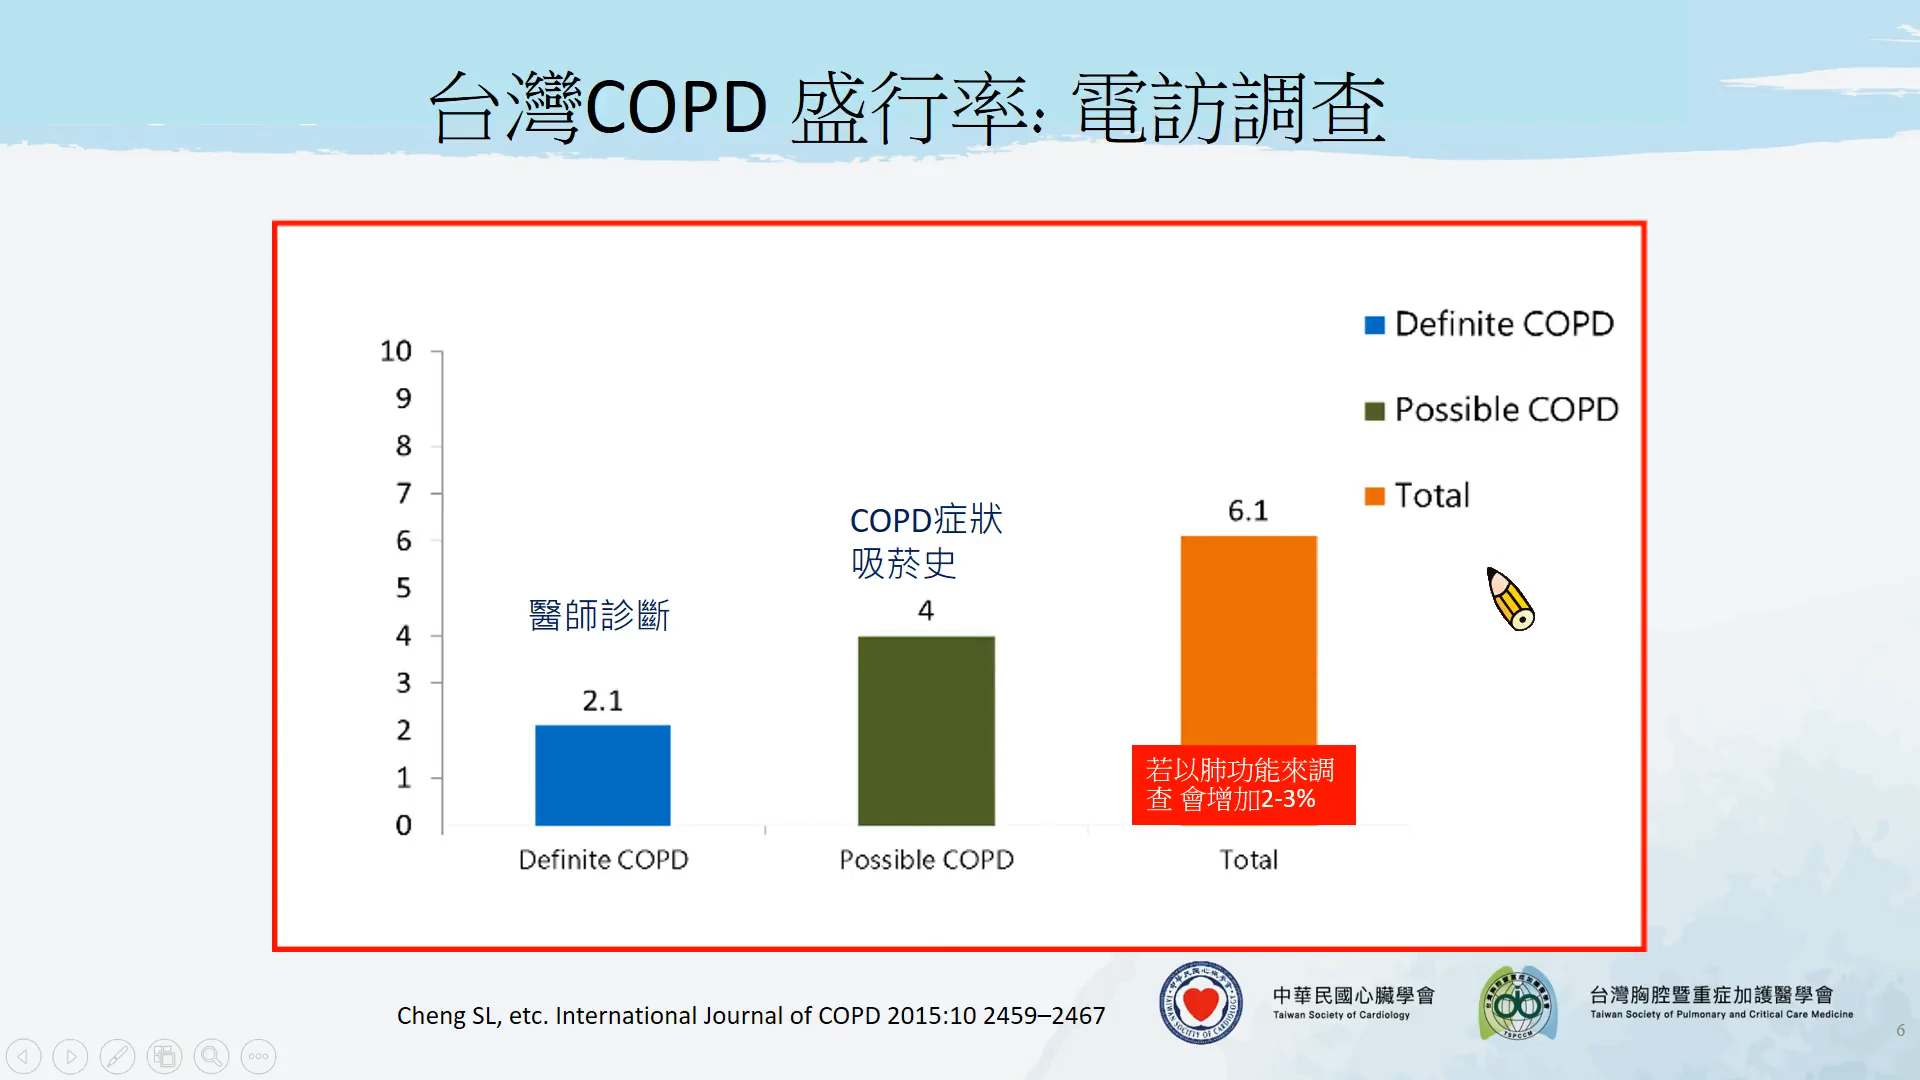 台灣COPD 盛行率: 電訪調查
Definite COPD
Possible COPD
Total
10
9
8
7
6
5
4
3
2
1
0
醫師診斷
2.1
COPD症狀
吸菸史
4
6.1
若以肺功能來調
查 會增加2-3%
Definite COPD
Possible COPD
Total
Cheng SL, etc. International Journal of COPD 2015:10 2459–2467
中華民國心臟學會
Taiwan Society of Cardiology
台灣胸腔暨重症加護醫學會
Taiwan Society of Pulmonary and Critical Care Medicine
TSPCCM
6